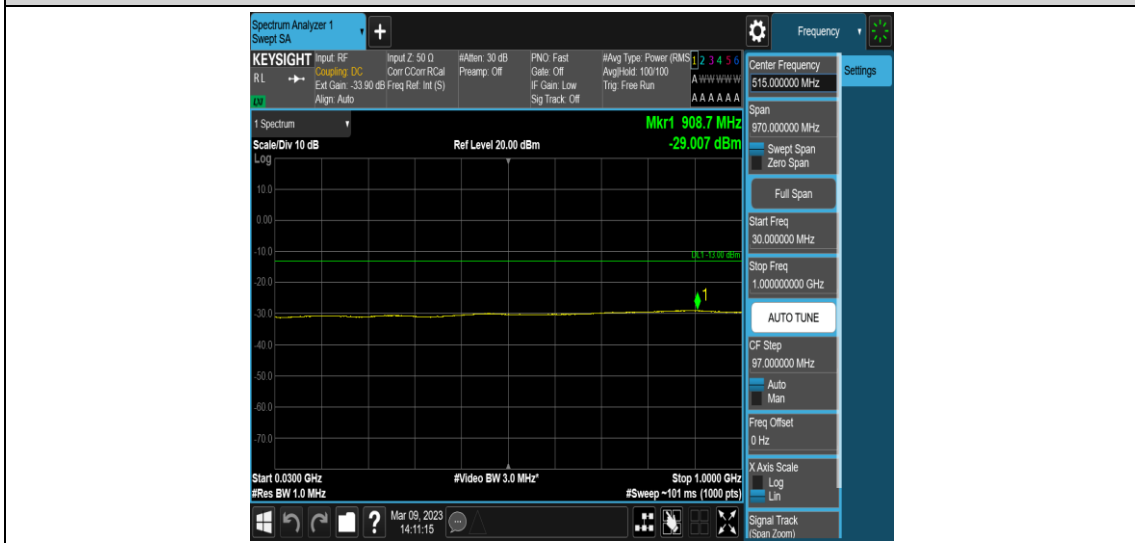 Spectrum Analyzer 1
Swept SA
+
Frequency
KEYSIGHT
R L
LXI
Input: RF
Coupling: DC
Ext Gain: -33.90 dB
Align: Auto
Input Z: 50 Ω
Corr CCorr RCal
Freq Ref: Int (S)
#Atten: 30 dB
Preamp: Off
PNO: Fast
Gate: Off
IF Gain: Low
Sig Track: Off
#Avg Type: Power (RMS
Avg|Hold: 100/100
Trig: Free Run
1 2 3 4 5 6
A W W W W W
A A A A A A
1 Spectrum
Scale/Div 10 dB
Ref Level 20.00 dBm
Mkr1 908.7 MHz
-29.007 dBm
Log
10.0
0.00
-10.0
-20.0
-30.0
-40.0
-50.0
-60.0
-70.0
DL1 -13.00 dBm
1
Start 0.0300 GHz
#Video BW 3.0 MHz*
Stop 1.0000 GHz
#Res BW 1.0 MHz
#Sweep ~101 ms (1000 pts)
?
Mar 09, 2023
14:11:15
Center Frequency
515.000000 MHz
Settings
Span
970.000000 MHz
Swept Span
Zero Span
Full Span
Start Freq
30.000000 MHz
Stop Freq
1.000000000 GHz
AUTO TUNE
CF Step
97.000000 MHz
Auto
Man
Freq Offset
0 Hz
X Axis Scale
Log
Lin
Signal Track
(Span Zoom)